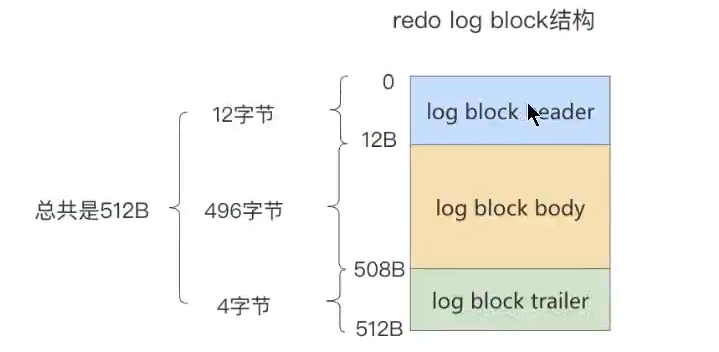 redo log block结构
0
12字节
log block header
12B
总共是512B
496字节
log block body
508B
4字节
log block trailer
512B